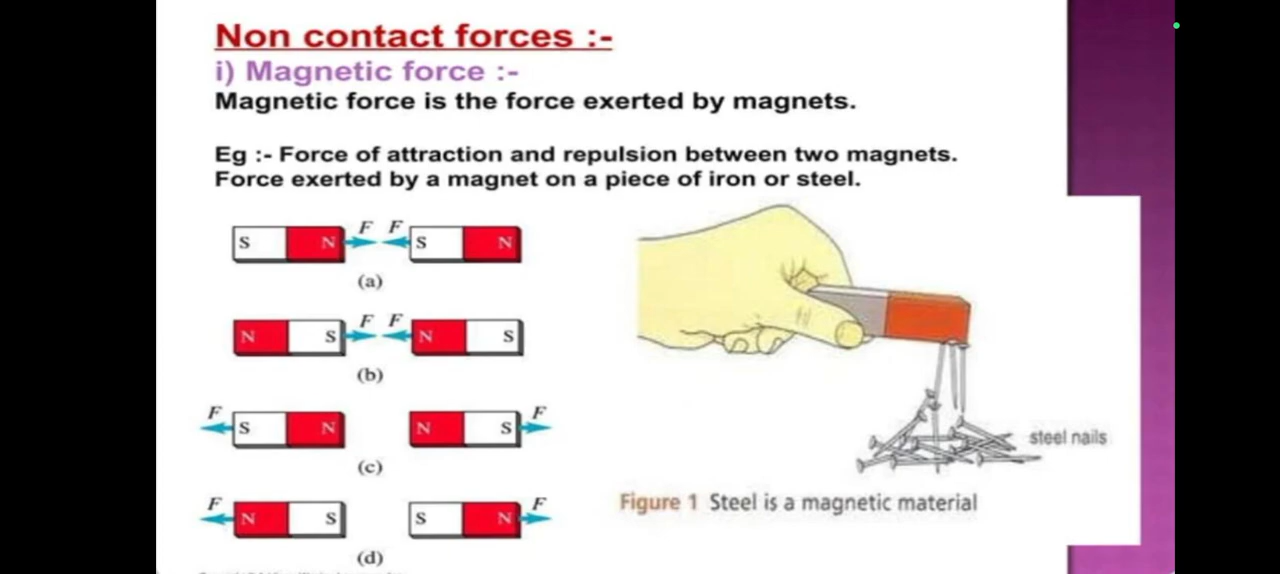 Non contact forces :-
i) Magnetic force :-
Magnetic force is the force exerted by magnets.
Eg :- Force of attraction and repulsion between two magnets.
Force exerted by a magnet on a piece of iron or steel.
S N F F S N
(a)
N S F F N S
(b)
F S N N S F
(c)
F N S S N F
(d)
steel nails
Figure 1 Steel is a magnetic material